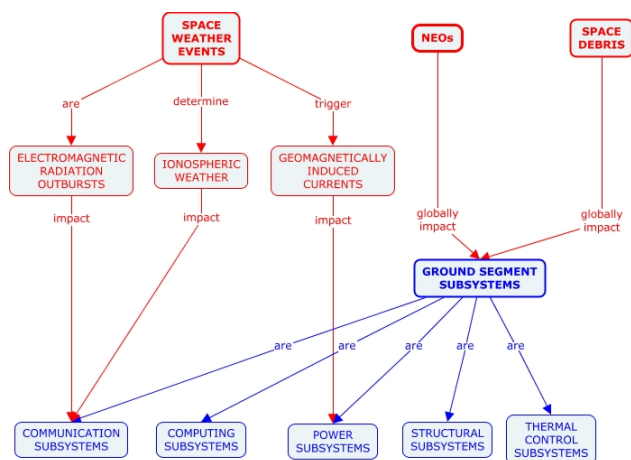 SPACE
WEATHER
EVENTS
NEOs
SPACE
DEBRIS
are
determine
trigger
ELECTROMAGNETIC
RADIATION
OUTBURSTS
IONOSPHERIC
WEATHER
GEOMAGNETICALLY
INDUCED
CURRENTS
impact
impact
impact
globally
impact
globally
impact
GROUND SEGMENT
SUBSYSTEMS
are
are
are
are
are
COMMUNICATION
SUBSYSTEMS
COMPUTING
SUBSYSTEMS
POWER
SUBSYSTEMS
STRUCTURAL
SUBSYSTEMS
THERMAL
CONTROL
SUBSYSTEMS